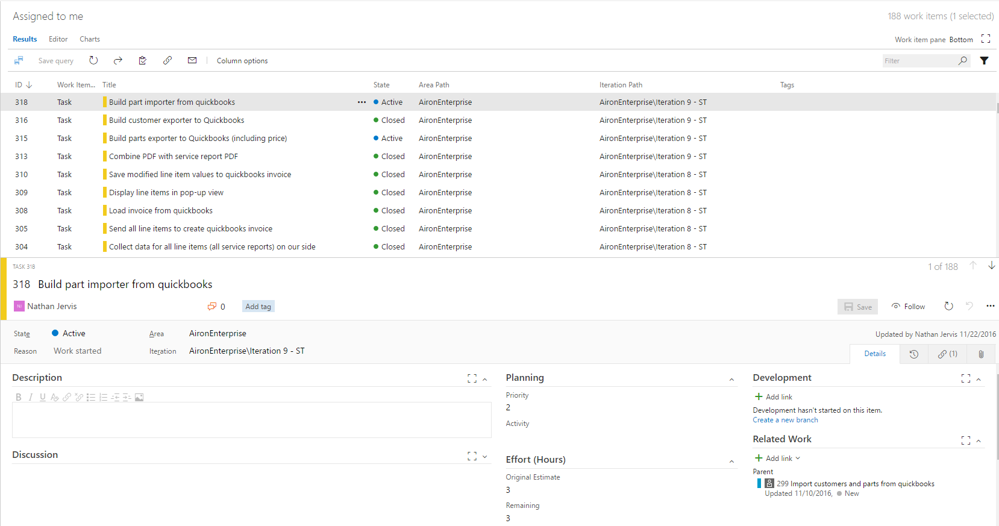 Assigned to me
188 work items (1 selected)
Results Editor Charts
Work item pane Bottom
Save query
Column options
Filter
ID Work Item... Title State Area Path Iteration Path Tags
318 Task Build part importer from quickbooks ••• Active AironEnterprise AironEnterprise\Iteration 9 - ST
316 Task Build customer exporter to Quickbooks Closed AironEnterprise AironEnterprise\Iteration 9 - ST
315 Task Build parts exporter to Quickbooks (including price) Active AironEnterprise AironEnterprise\Iteration 9 - ST
313 Task Combine PDF with service report PDF Closed AironEnterprise AironEnterprise\Iteration 9 - ST
310 Task Save modified line item values to quickbooks invoice Closed AironEnterprise AironEnterprise\Iteration 8 - ST
309 Task Display line items in pop-up view Closed AironEnterprise AironEnterprise\Iteration 8 - ST
308 Task Load invoice from quickbooks Closed AironEnterprise AironEnterprise\Iteration 8 - ST
305 Task Send all line items to create quickbooks invoice Closed AironEnterprise AironEnterprise\Iteration 8 - ST
304 Task Collect data for all line items (all service reports) on our side Closed AironEnterprise AironEnterprise\Iteration 8 - ST
TASK 318
1 of 188
318 Build part importer from quickbooks
NJ Nathan Jervis
0
Add tag
Save
Follow
State Active
Area AironEnterprise
Updated by Nathan Jervis 11/22/2016
Reason Work started
Iteration AironEnterprise\Iteration 9 - ST
Details
(1)
Description
B I U
Discussion
Planning
Priority
2
Activity
Effort (Hours)
Original Estimate
3
Remaining
3
Development
Add link
Development hasn't started on this item.
Create a new branch
Related Work
Add link
Parent
299 Import customers and parts from quickbooks
Updated 11/10/2016, New